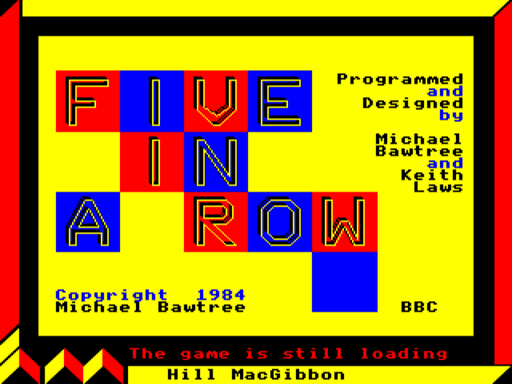 FIVE
IN
A ROW
Programmed
and
Designed
by
Michael
Bawtree
and
Keith
Laws
Copyright 1984
Michael Bawtree
BBC
The game is still loading
Hill MacGibbon